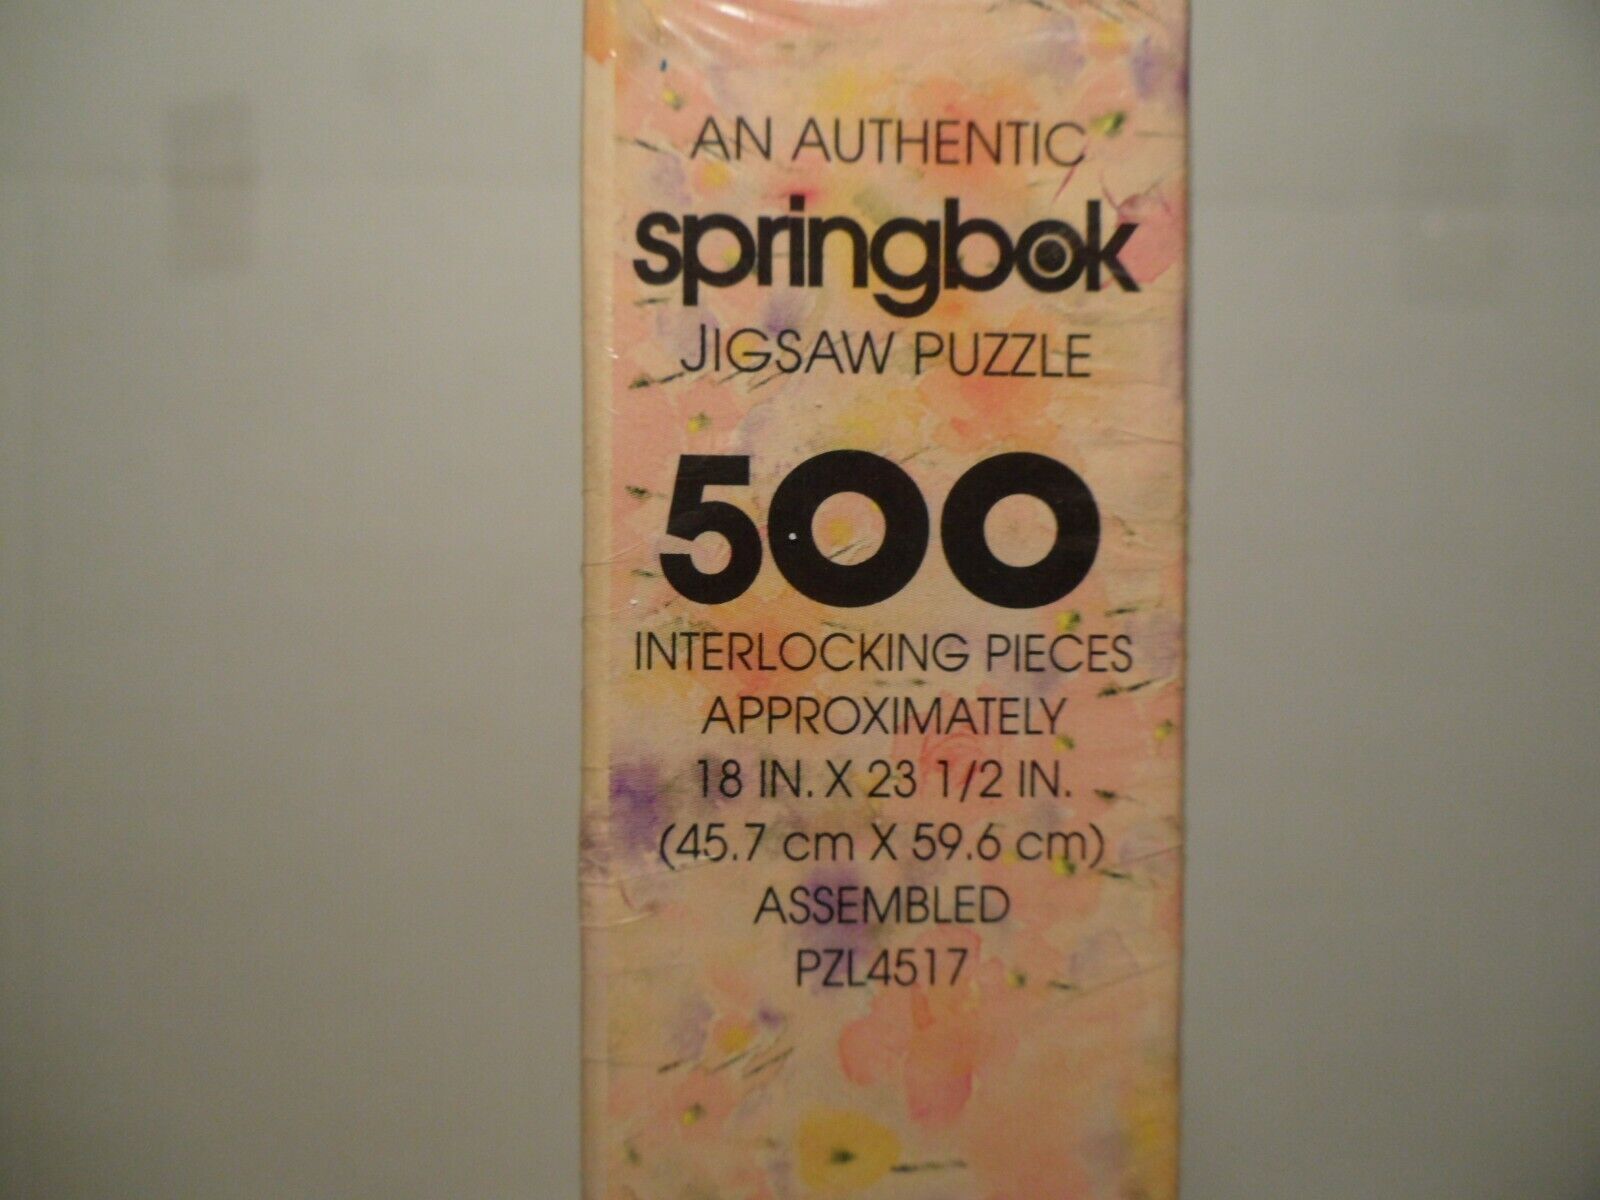 AN AUTHENTIC
springbok
JIGSAW PUZZLE
500
INTERLOCKING PIECES
APPROXIMATELY
18 IN. X 23 1/2 IN.
(45.7 cm X 59.6 cm)
ASSEMBLED
PZL4517